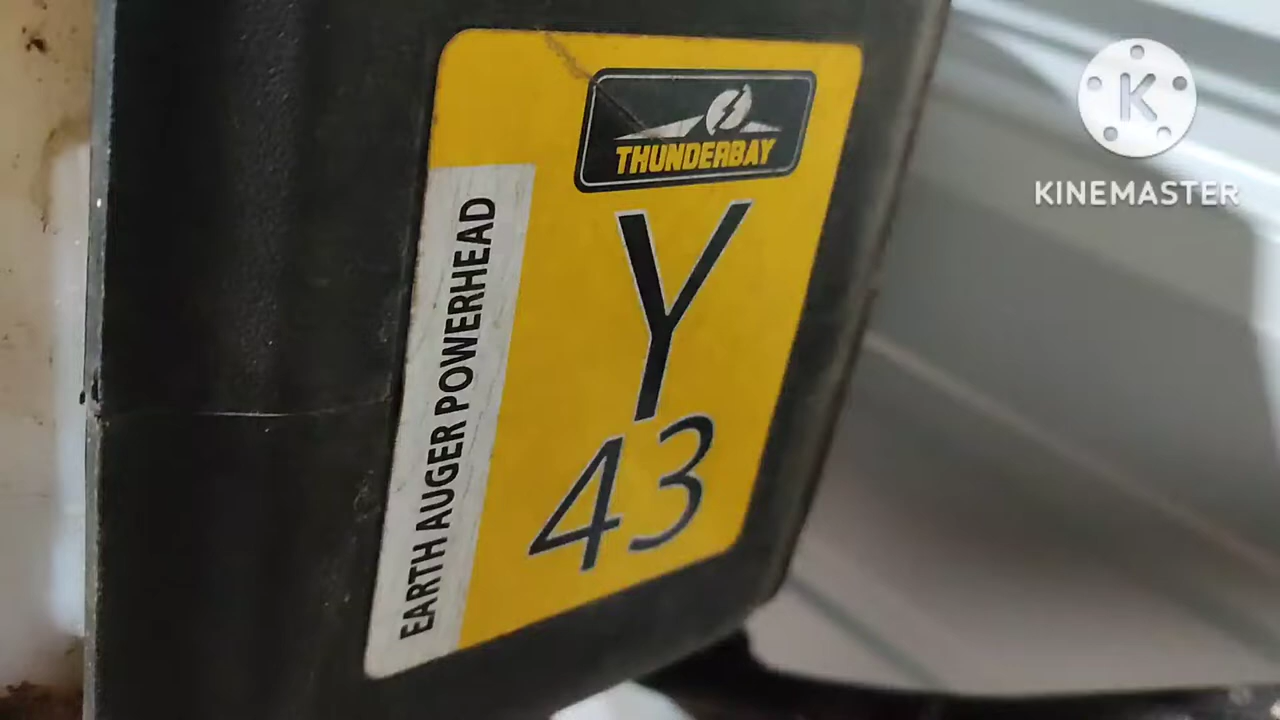 THUNDERBAY
Y
43
EARTH AUGER POWERHEAD
K
KINEMASTER